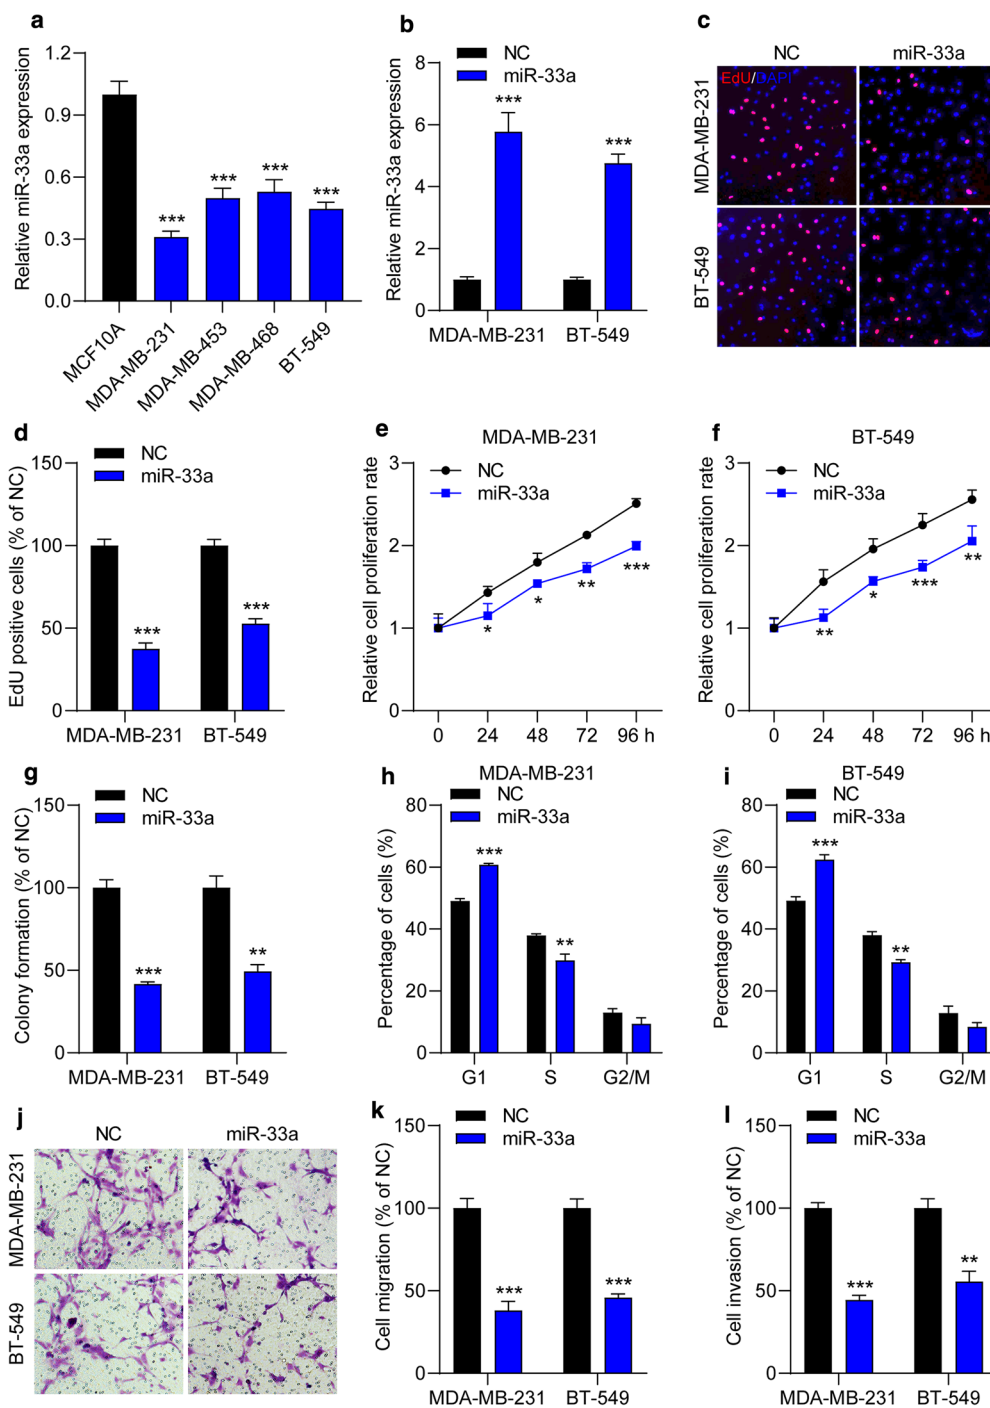 a
Relative miR-33a expression
1.2
0.9
0.6
0.3
0.0
***
***
***
***
MCF10A
MDA-MB-231
MDA-MB-453
MDA-MB-468
BT-549
b
NC
miR-33a
Relative miR-33a expression
8
6
4
2
0
***
***
MDA-MB-231
BT-549
c
NC
miR-33a
EdU/DAPI
MDA-MB-231
BT-549
d
NC
miR-33a
EdU positive cells (% of NC)
150
100
50
0
***
***
MDA-MB-231
BT-549
e
MDA-MB-231
NC
miR-33a
Relative cell proliferation rate
3
2
1
0
*
*
**
***
0
24
48
72
96 h
f
BT-549
NC
miR-33a
Relative cell proliferation rate
3
2
1
0
**
*
***
**
0
24
48
72
96 h
g
NC
miR-33a
Colony formation (% of NC)
150
100
50
0
***
**
MDA-MB-231
BT-549
h
MDA-MB-231
NC
miR-33a
Percentage of cells (%)
80
60
40
20
0
***
**
G1
S
G2/M
i
BT-549
NC
miR-33a
Percentage of cells (%)
80
60
40
20
0
***
**
G1
S
G2/M
j
NC
miR-33a
MDA-MB-231
BT-549
k
NC
miR-33a
Cell migration (% of NC)
150
100
50
0
***
***
MDA-MB-231
BT-549
l
NC
miR-33a
Cell invasion (% of NC)
150
100
50
0
***
**
MDA-MB-231
BT-549